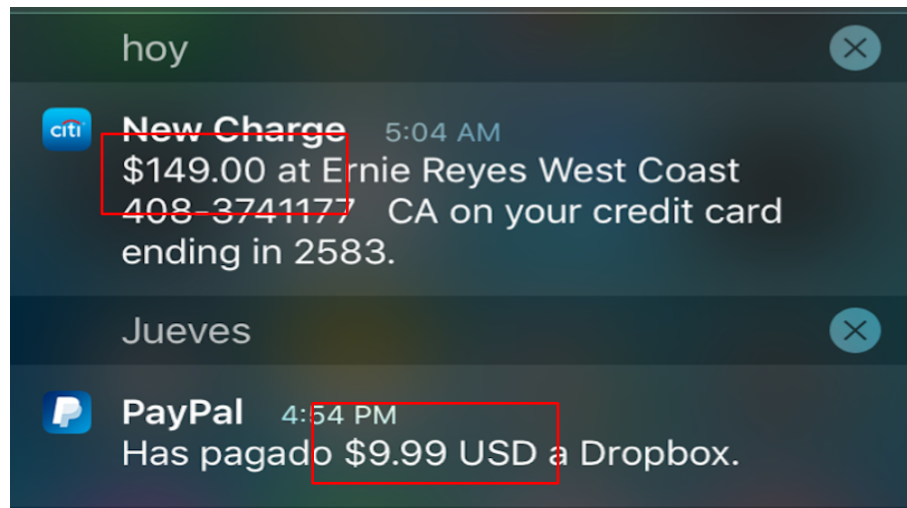 hoy
citi
New Charge 5:04 AM
$149.00 at Ernie Reyes West Coast
408-3741177 CA on your credit card
ending in 2583.
Jueves
PayPal 4:54 PM
Has pagado $9.99 USD a Dropbox.